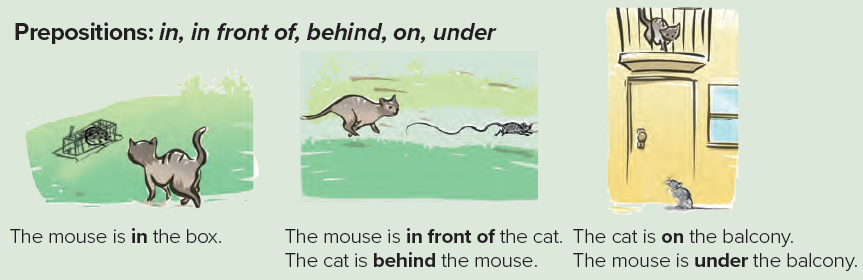 Prepositions: in, in front of, behind, on, under
The mouse is in the box.
The mouse is in front of the cat.
The cat is behind the mouse.
The cat is on the balcony.
The mouse is under the balcony.